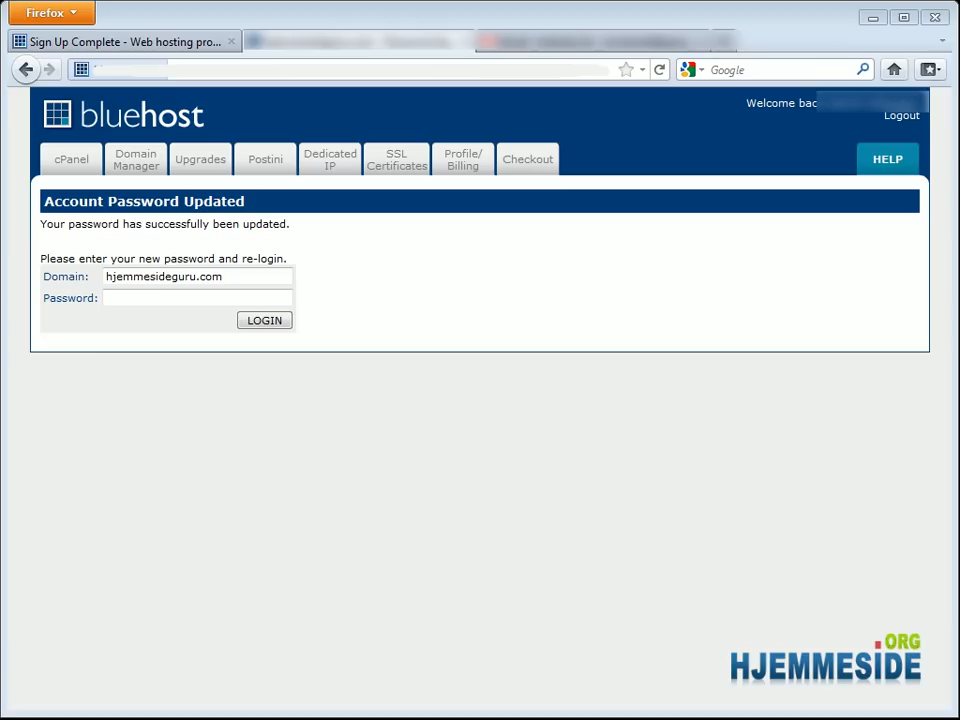 Firefox
Sign Up Complete - Web hosting pro...
Google
bluehost
Welcome bac
Logout
cPanel
Domain Manager
Upgrades
Postini
Dedicated IP
SSL Certificates
Profile/ Billing
Checkout
HELP
Account Password Updated
Your password has successfully been updated.
Please enter your new password and re-login.
Domain: hjemmesideguru.com
Password:
LOGIN
HJEMMESIDE.ORG